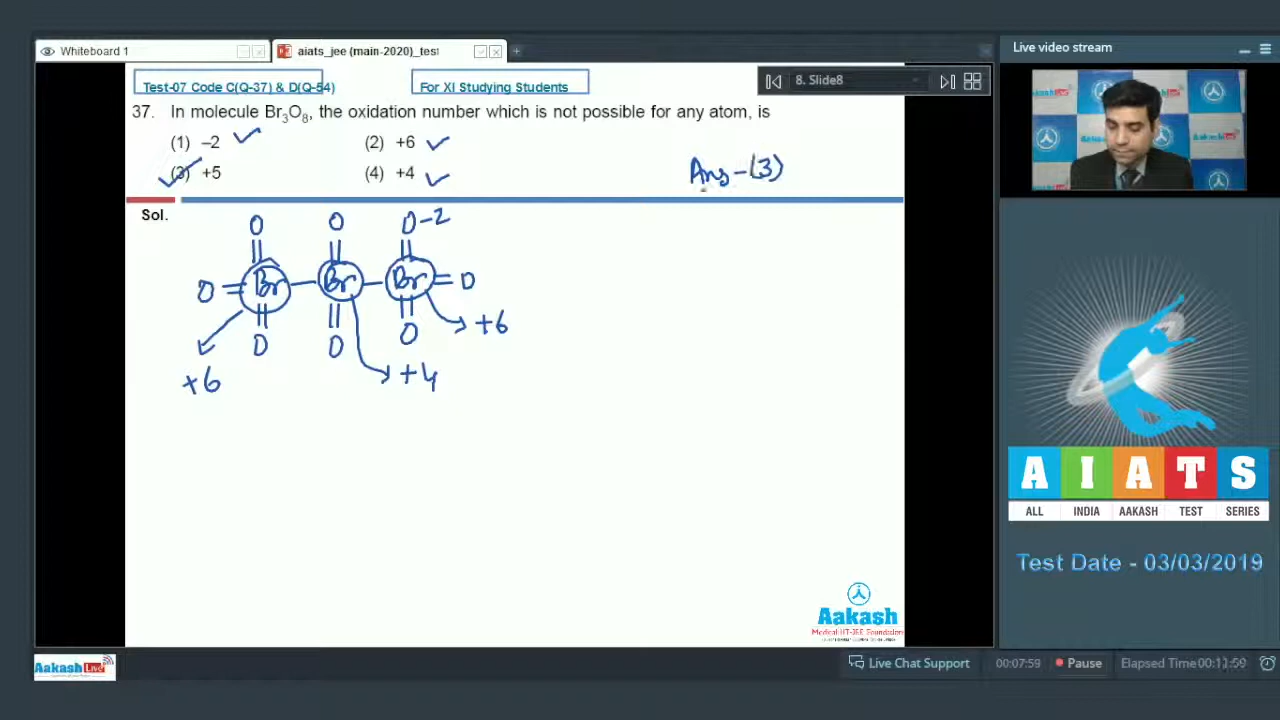 Whiteboard 1
aiats_jee (main-2020)_test
Live video stream
Test-07 Code C(Q-37) & D(Q-54)
For XI Studying Students
8. Slide8
37. In molecule Br3O8, the oxidation number which is not possible for any atom, is
(1) –2
(2) +6
(3) +5
(4) +4
Ans-(3)
Sol.
O O O-2
O Br Br Br O
O O O
+6 +4 +6
Aakash
Medical|IIT-JEE|Foundations
AIATS
ALL INDIA AAKASH TEST SERIES
Test Date - 03/03/2019
Aakash Live
Live Chat Support
00:07:59
Pause
Elapsed Time 00:11:59